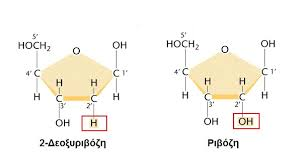 5' 5'
HOCH₂ O OH HOCH₂ O OH
C H H C C H H C
4' 1' 4' 1'
H C C H H C C H
3' 2' 3' 2'
OH H OH OH
2-Δεοξυριβόζη Ριβόζη